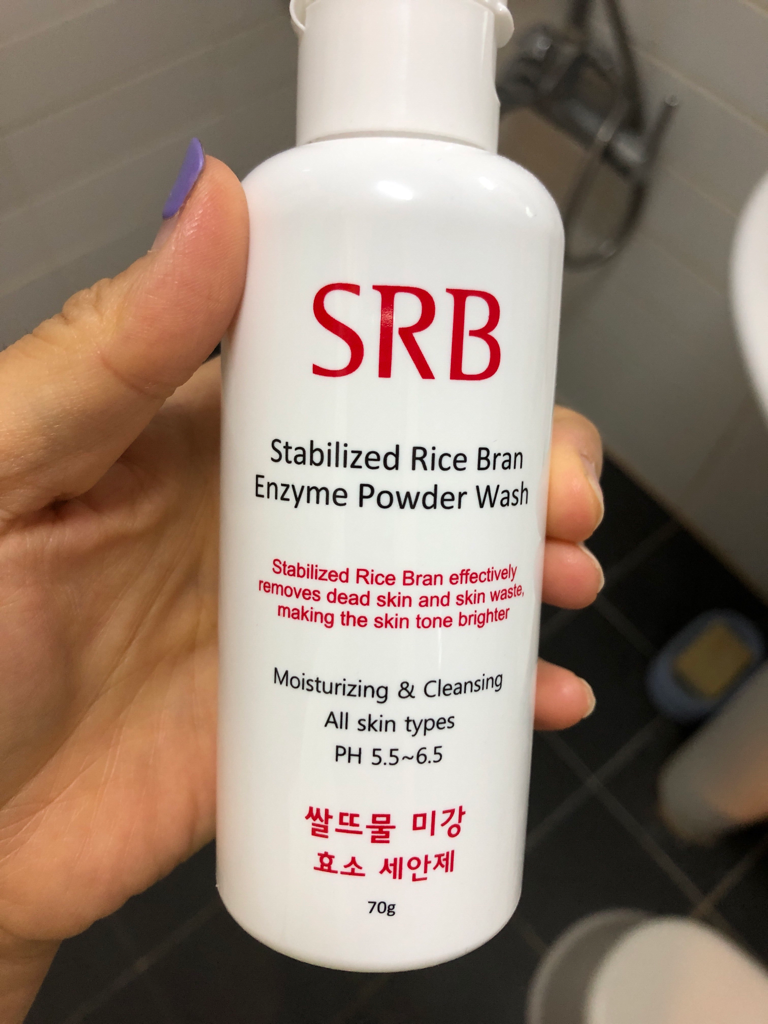 SRB
Stabilized Rice Bran
Enzyme Powder Wash
Stabilized Rice Bran effectively
removes dead skin and skin waste,
making the skin tone brighter
Moisturizing & Cleansing
All skin types
PH 5.5~6.5
쌀뜨물 미강
효소 세안제
70g